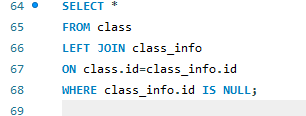 64 SELECT *
65 FROM class
66 LEFT JOIN class_info
67 ON class.id=class_info.id
68 WHERE class_info.id IS NULL;
69